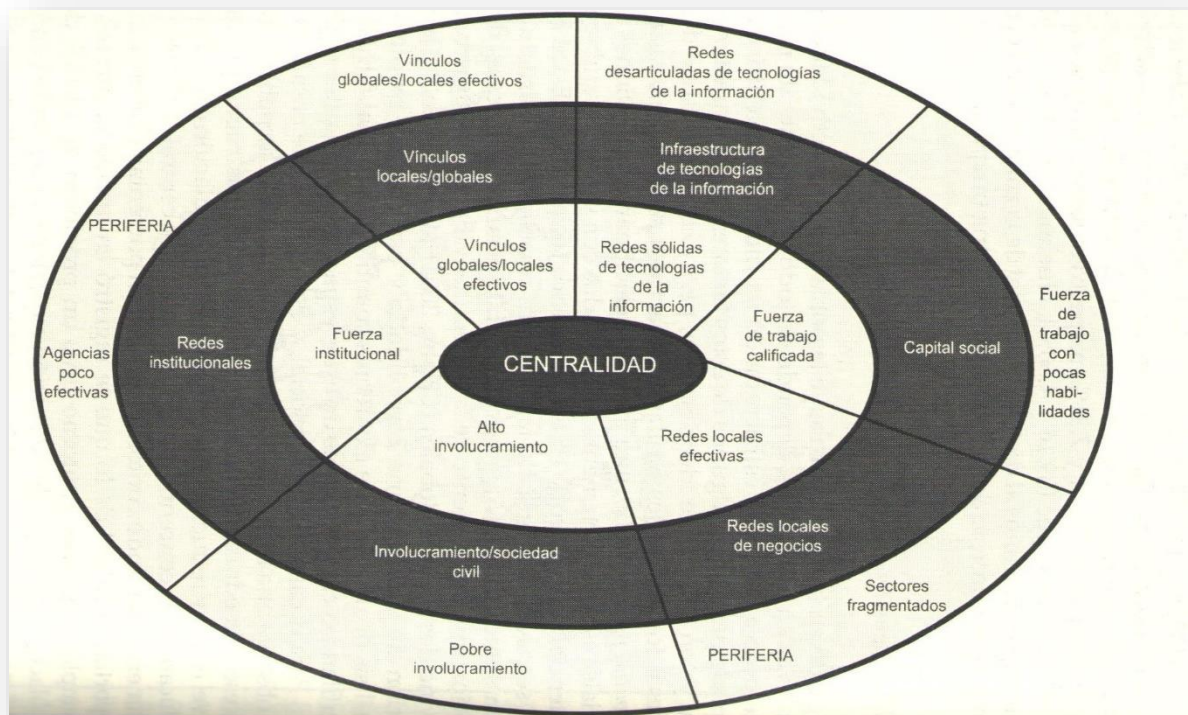 Vínculos
globales/locales efectivos
Redes
desarticuladas de tecnologías
de la información
Vínculos
locales/globales
Infraestructura
de tecnologías
de la información
PERIFERIA
Vínculos
globales/locales
efectivos
Redes sólidas
de tecnologías
de la
información
Fuerza
de
trabajo
con
pocas
habi-
lidades
Agencias
poco
efectivas
Redes
institucionales
Fuerza
institucional
CENTRALIDAD
Fuerza
de trabajo
calificada
Capital social
Alto
involucramiento
Redes locales
efectivas
Involucramiento/sociedad
civil
Redes locales
de negocios
Sectores
fragmentados
Pobre
involucramiento
PERIFERIA